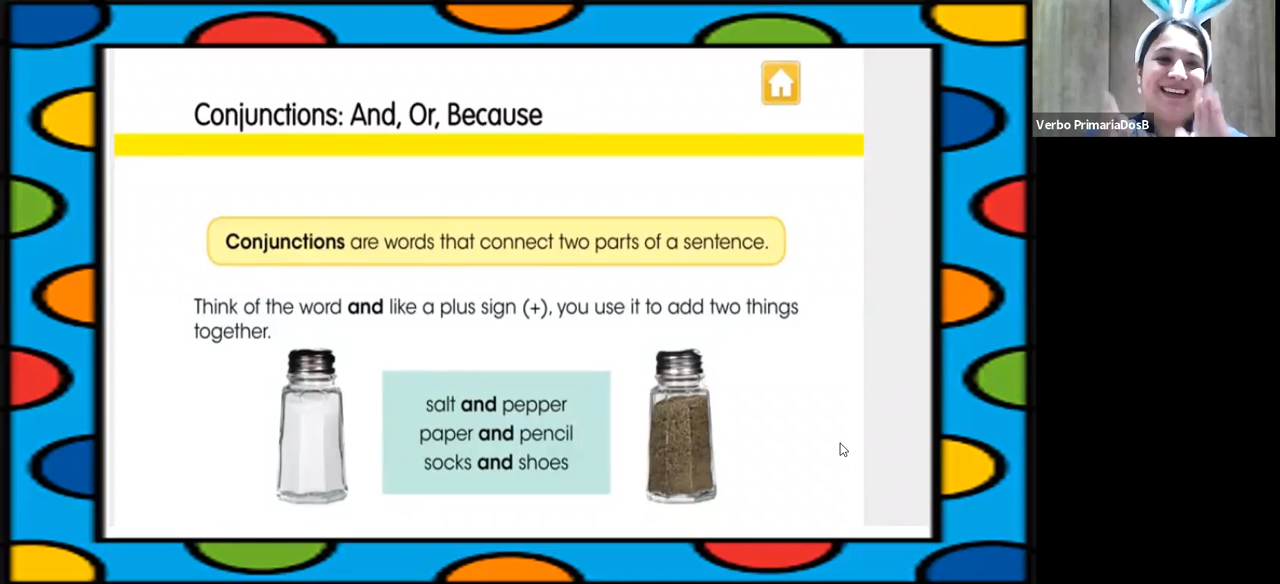 Conjunctions: And, Or, Because
Conjunctions are words that connect two parts of a sentence.
Think of the word and like a plus sign (+), you use it to add two things
together.
salt and pepper
paper and pencil
socks and shoes
Verbo PrimariaDosB